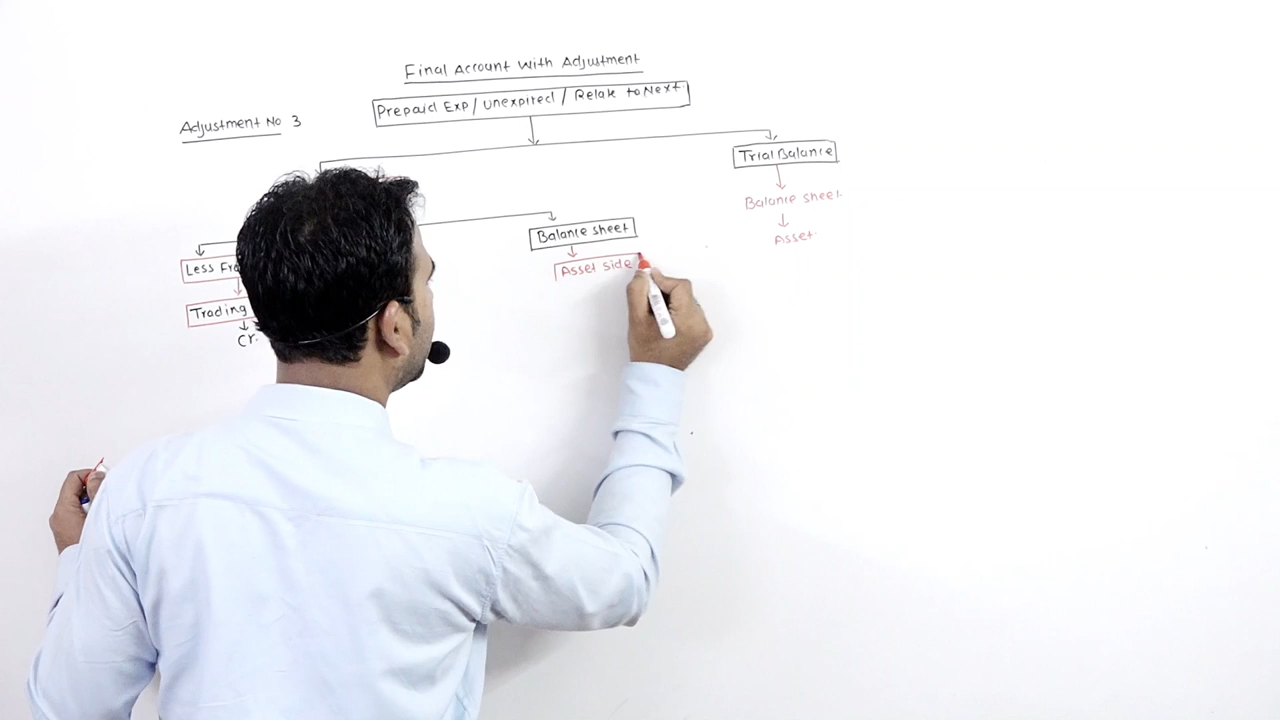 Final Account with Adjustment
Prepaid Exp/ unexpired / Relate to Next.
Adjustment No 3
Trial Balance
Balance sheet.
Asset.
Balance sheet
Asset side
Less
Trading
Cr.